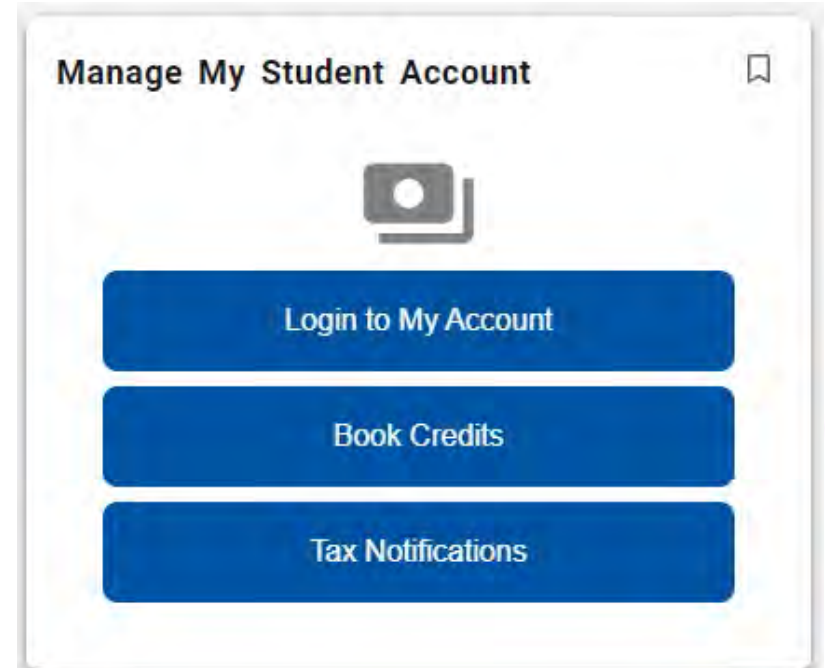 Manage My Student Account
Login to My Account
Book Credits
Tax Notifications